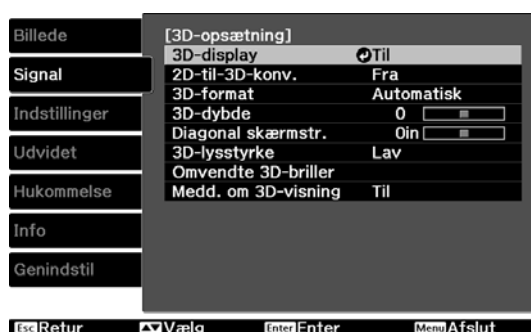 Billede
Signal
Indstillinger
Udvidet
Hukommelse
Info
Genindstil
[3D-opsætning]
3D-display Til
2D-til-3D-konv. Fra
3D-format Automatisk
3D-dybde 0
Diagonal skærmstr. 0in
3D-lysstyrke Lav
Omvendte 3D-briller
Medd. om 3D-visning Til
Esc Retur Vælg Enter Enter Menu Afslut